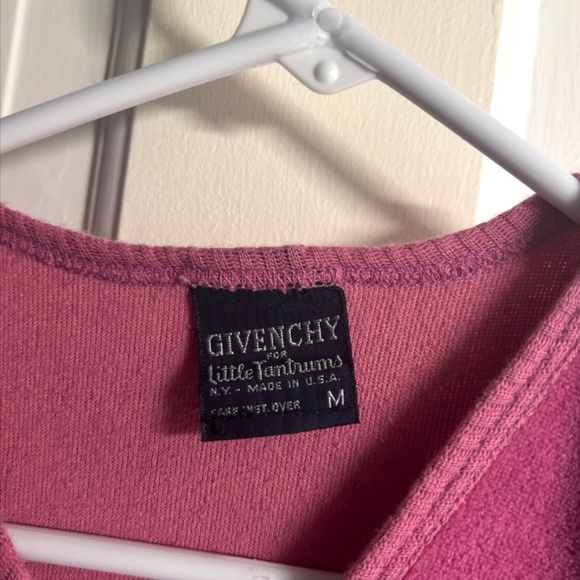 GIVENCHY
FOR
Little Tantrums
N.Y. - MADE IN U.S.A.
CARE INST. OVER M